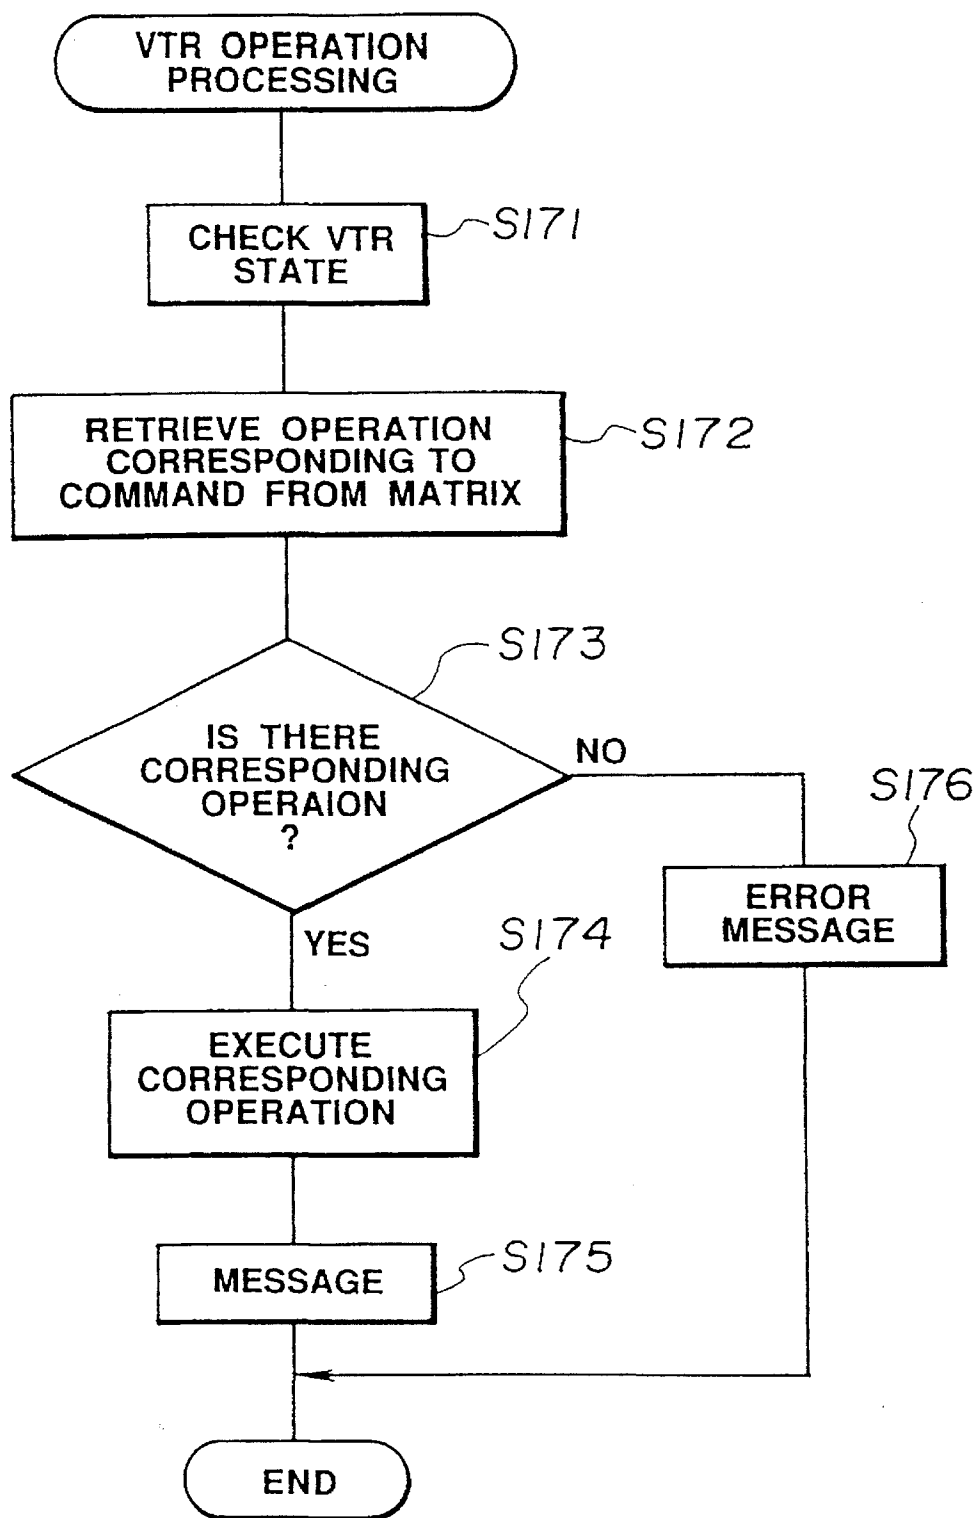 VTR OPERATION
PROCESSING
S171
CHECK VTR
STATE
S172
RETRIEVE OPERATION
CORRESPONDING TO
COMMAND FROM MATRIX
S173
IS THERE
CORRESPONDING
OPERAION
?
NO
S176
ERROR
MESSAGE
YES
S174
EXECUTE
CORRESPONDING
OPERATION
S175
MESSAGE
END